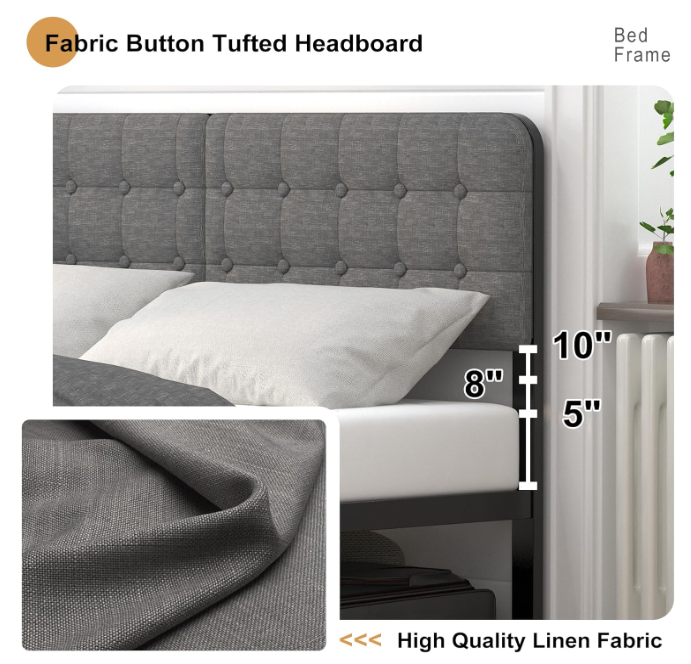 Fabric Button Tufted Headboard
Bed
Frame
10"
8"
5"
<<< High Quality Linen Fabric